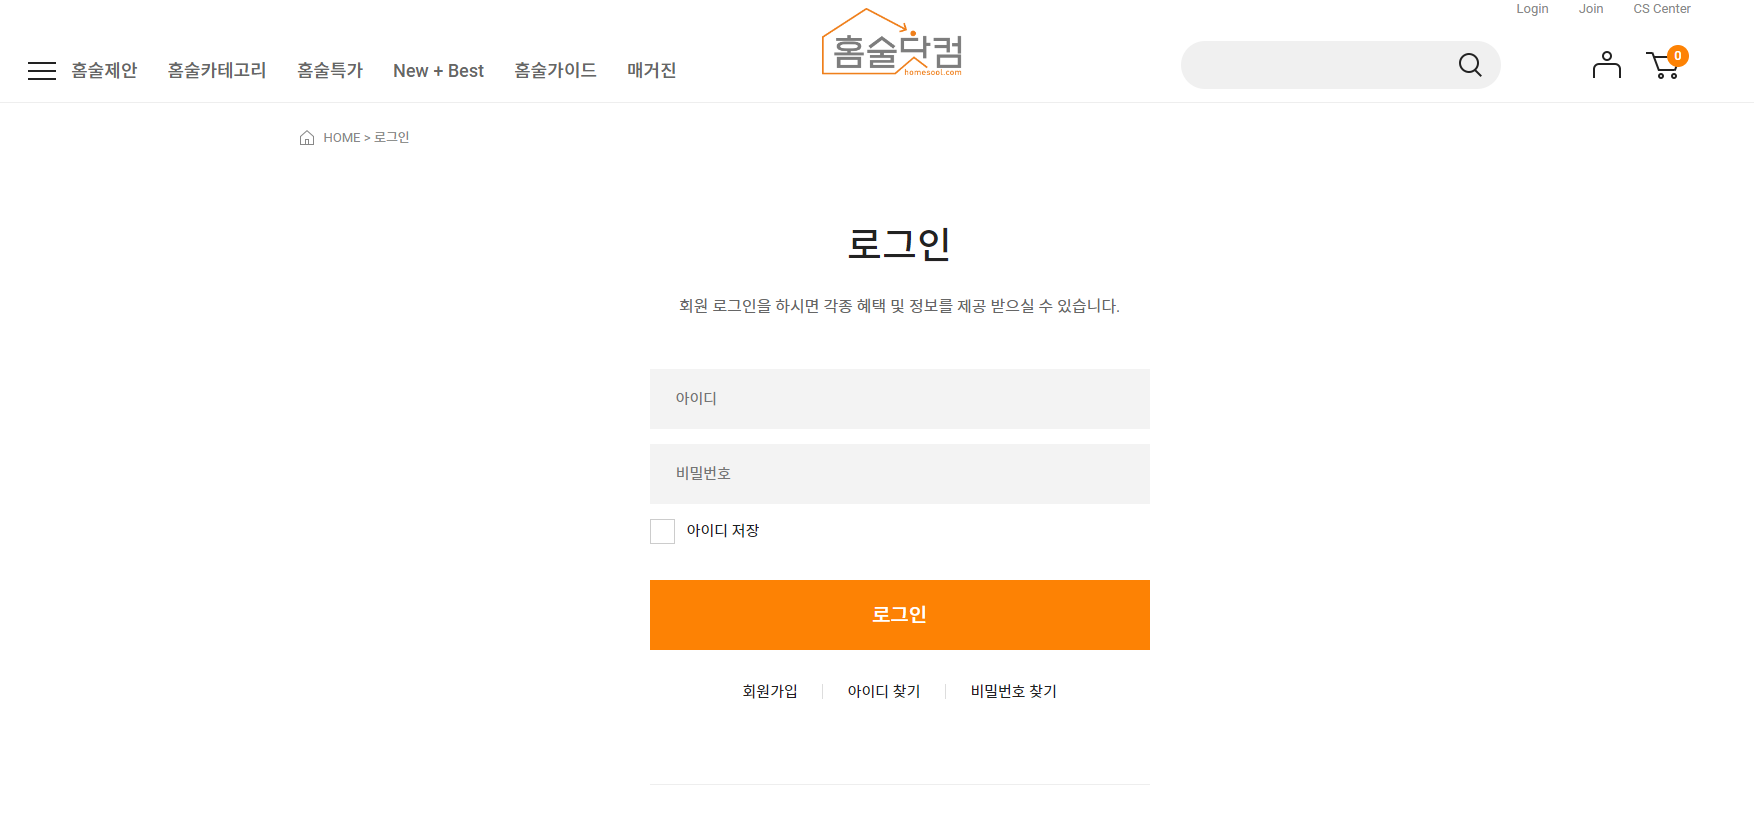 Login Join CS Center
홈술제안 홈술카테고리 홈술특가 New + Best 홈술가이드 매거진
홈술닷컴
homesool.com
0
HOME > 로그인
로그인
회원 로그인을 하시면 각종 혜택 및 정보를 제공 받으실 수 있습니다.
아이디
비밀번호
아이디 저장
로그인
회원가입 아이디 찾기 비밀번호 찾기